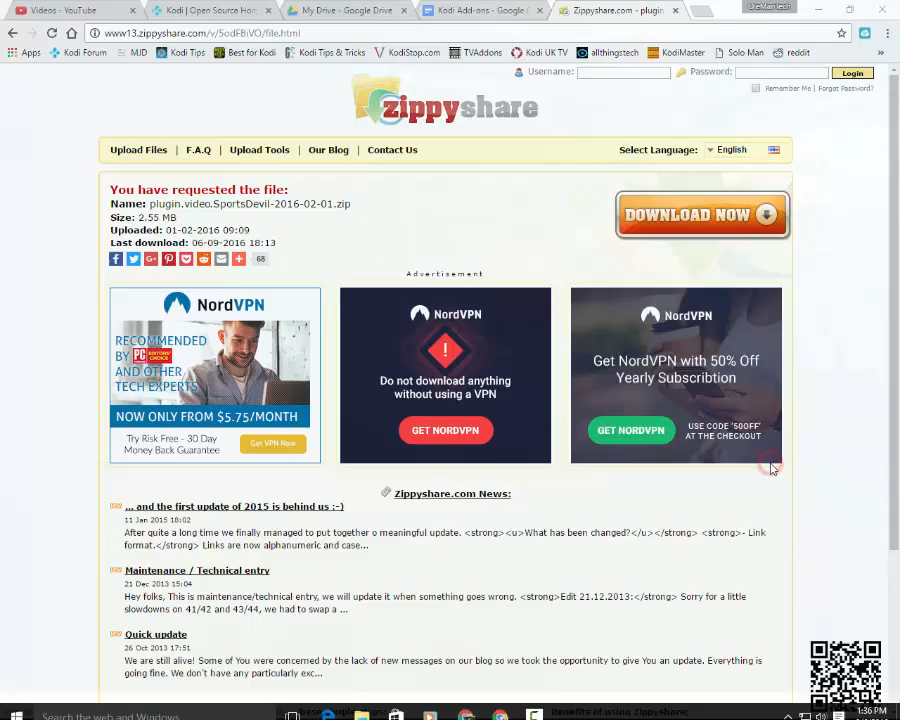 Videos - YouTube
Kodi | Open Source Hom
My Drive - Google Drive
Kodi Add-ons - Google
Zippyshare.com - plugin
www13.zippyshare.com/v/5odFBiVO/file.html
Apps
Kodi Forum
MJD
Kodi Tips
Best for Kodi
Kodi Tips & Tricks
KodiStop.com
TVAddons
Kodi UK TV
allthingstech
KodiMaster
Solo Man
reddit
»
Username:
Password:
Login
Remember Me | Forgot Password?
zippyshare
Upload Files | F.A.Q | Upload Tools | Our Blog | Contact Us
Select Language: English
You have requested the file:
Name: plugin.video.SportsDevil-2016-02-01.zip
Size: 2.55 MB
Uploaded: 01-02-2016 09:09
Last download: 06-09-2016 18:13
68
DOWNLOAD NOW
Advertisement
NordVPN
RECOMMENDED
BY PC EDITORS' CHOICE
AND OTHER
TECH EXPERTS
NOW ONLY FROM $5.75/MONTH
Try Risk Free - 30 Day
Money Back Guarantee
Get VPN Now
NordVPN
!
Do not download anything
without using a VPN
GET NORDVPN
NordVPN
Get NordVPN with 50% Off
Yearly Subscribtion
GET NORDVPN
USE CODE '50OFF'
AT THE CHECKOUT
Zippyshare.com News:
... and the first update of 2015 is behind us :-)
11 Jan 2015 18:02
After quite a long time we finally managed to put together o meaningful update. <strong><u>What has been changed?</u></strong> <strong>- Link
format.</strong> Links are now alphanumeric and case...
Maintenance / Technical entry
21 Dec 2013 15:04
Hey folks, This is maintenance/technical entry, we will update it when something goes wrong. <strong>Edit 21.12.2013:</strong> Sorry for a little
slowdowns on 41/42 and 43/44, we had to swap a ...
Quick update
26 Oct 2013 17:51
We are still alive! Some of You were concerned by the lack of new messages on our blog so we took the opportunity to give You an update. Everything is
going fine. We don't have any particularly exc...
Search the web and Windows
Benefits of using Zippyshare:
1:36 PM